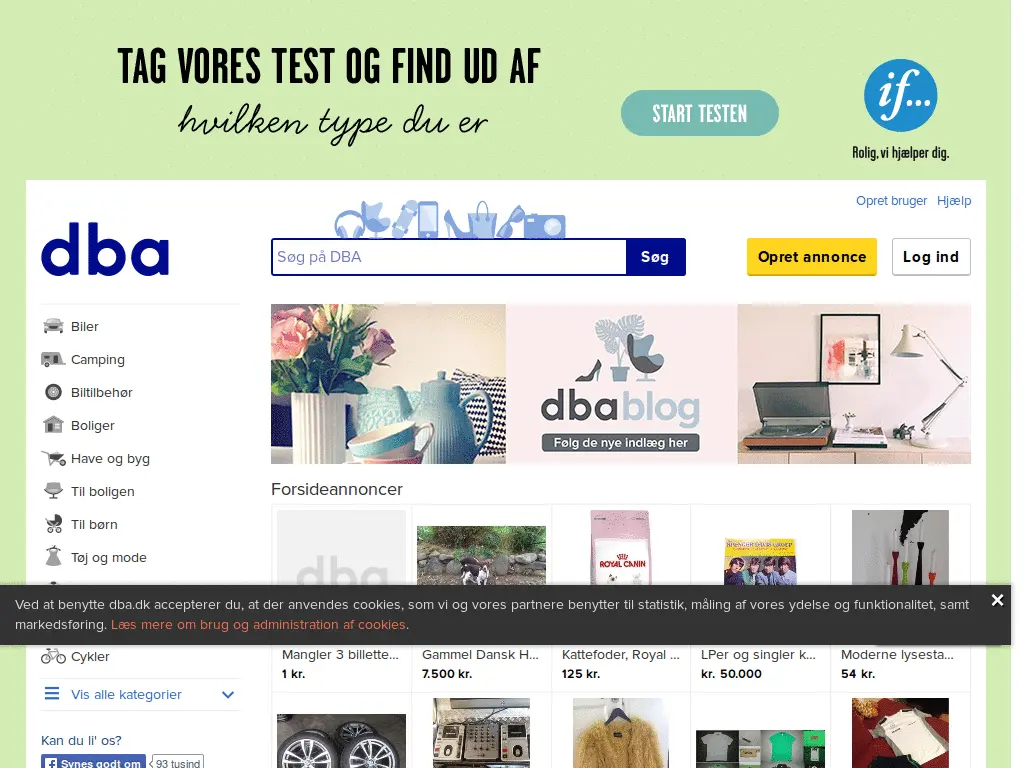 TAG VORES TEST OG FIND UD AF
hvilken type du er
START TESTEN
if...
Rolig, vi hjælper dig.
Opret bruger Hjælp
dba
Søg på DBA
Søg
Opret annonce
Log ind
Biler
Camping
Biltilbehør
Boliger
Have og byg
Til boligen
Til børn
Tøj og mode
dbablog
Følg de nye indlæg her
Forsideannoncer
dba
ROYAL CANIN
Ved at benytte dba.dk accepterer du, at der anvendes cookies, som vi og vores partnere benytter til statistik, måling af vores ydelse og funktionalitet, samt
markedsføring. Læs mere om brug og administration af cookies.
Cykler
Mangler 3 billette...
1 kr.
Gammel Dansk H...
7.500 kr.
Kattefoder, Royal ...
125 kr.
LPer og singler k...
kr. 50.000
Moderne lysesta...
54 kr.
Vis alle kategorier
Kan du li' os?
Synes godt om
93 tusind